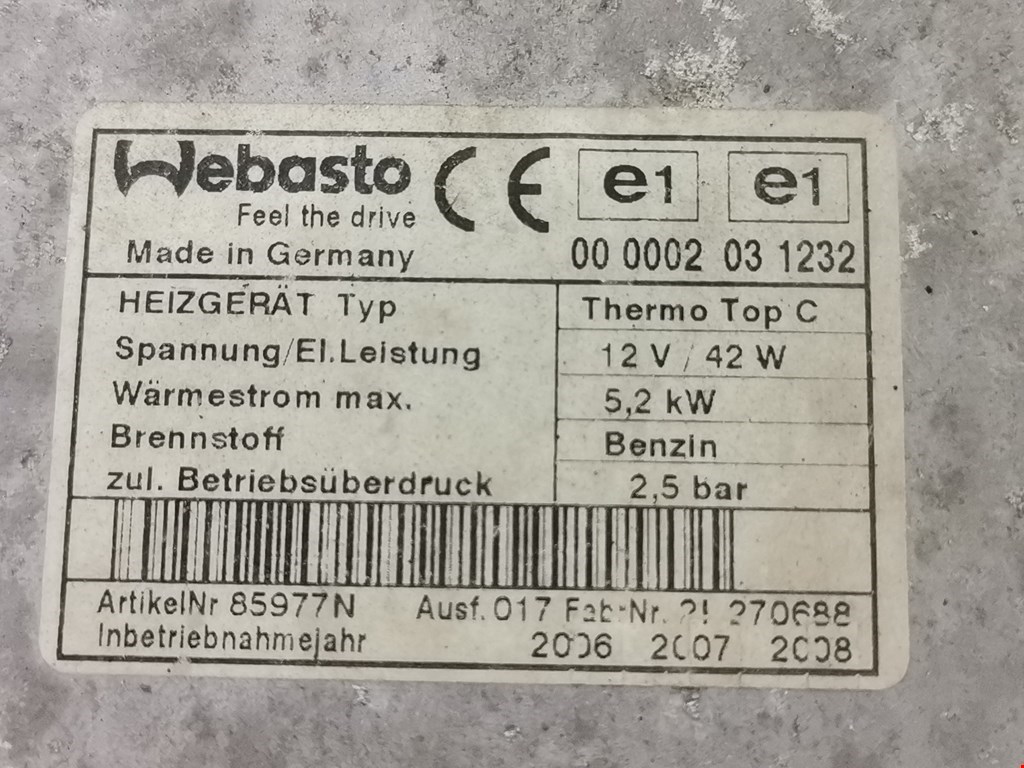 Webasto
Feel the drive
Made in Germany
CE
e1 e1
00 0002 03 1232
HEIZGERÄT Typ Thermo Top C
Spannung/El.Leistung 12 V / 42 W
Wärmestrom max. 5,2 kW
Brennstoff Benzin
zul. Betriebsüberdruck 2,5 bar
ArtikelNr 85977N Ausf. 017 Fab-Nr. 270688
Inbetriebnahmejahr 2006 2007 2008